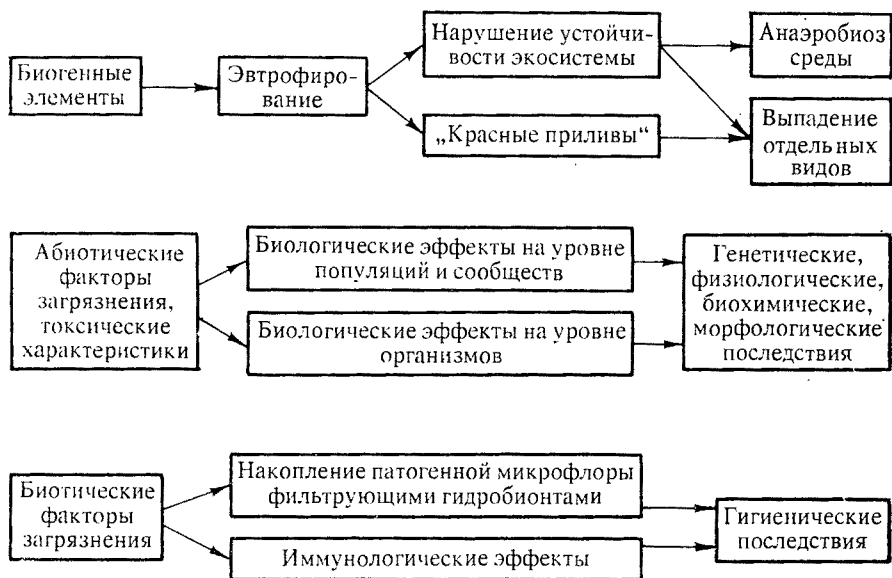 Биогенные
элементы
Эвтрофиро-
вание
Нарушение устойчи-
вости экосистемы
„Красные приливы“
Анаэробиоз
среды
Выпадение
отдельных
видов
Абиотические
факторы
загрязнения,
токсические
характеристики
Биологические эффекты на уровне
популяций и сообществ
Биологические эффекты на уровне
организмов
Генетические,
физиологические,
биохимические,
морфологические
последствия
Биотические
факторы
загрязнения
Накопление патогенной микрофлоры
фильтрующими гидробионтами
Иммунологические эффекты
Гигиенические
последствия